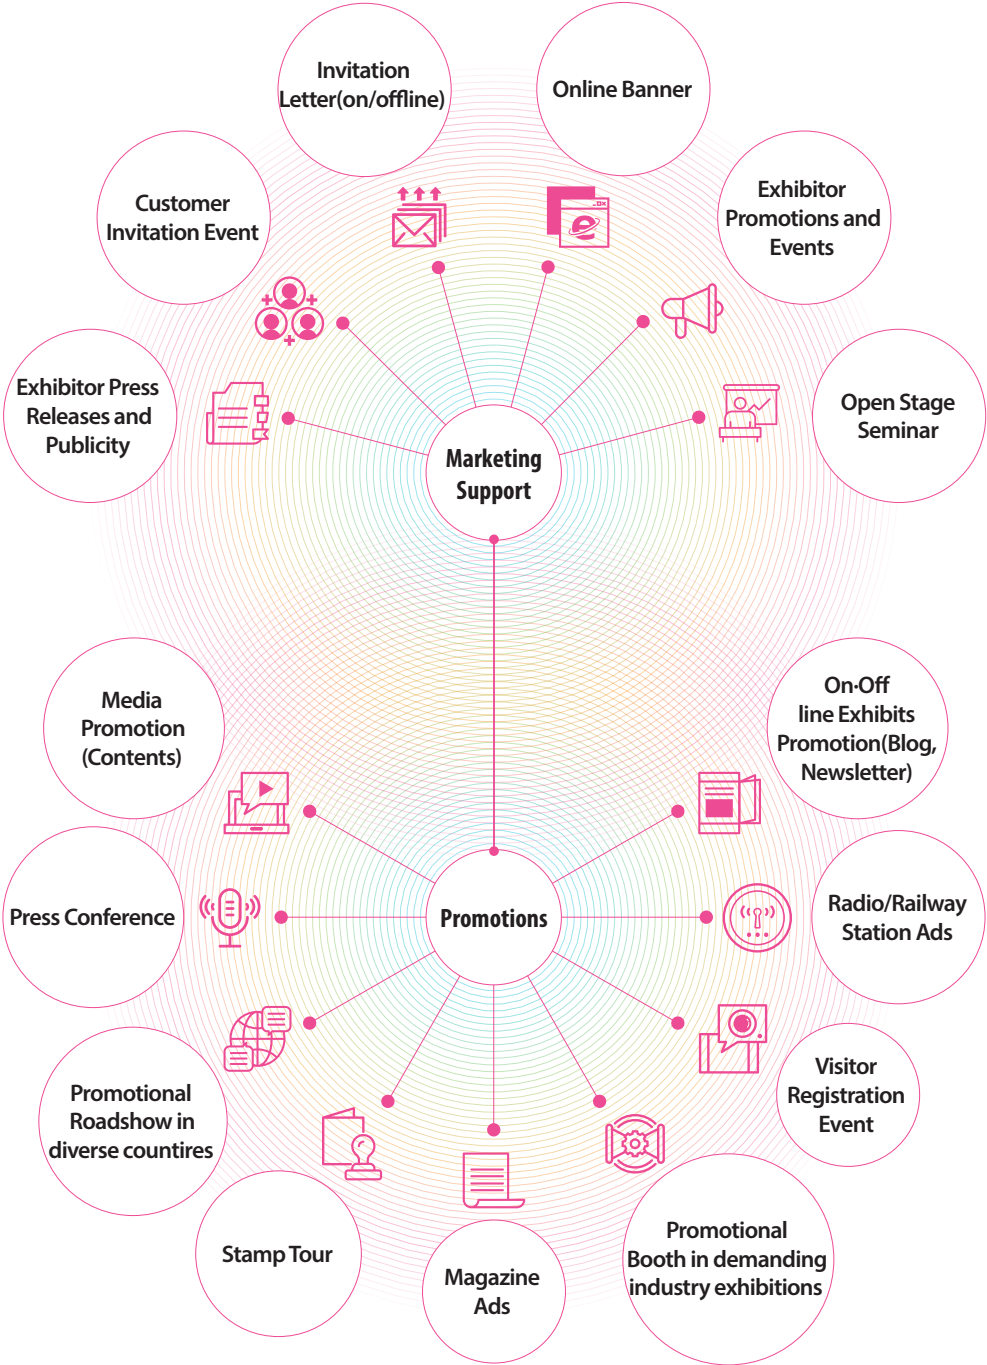 Invitation
Letter(on/offline)
Online Banner
Customer
Invitation Event
Exhibitor
Promotions and
Events
Exhibitor Press
Releases and
Publicity
Open Stage
Seminar
Marketing
Support
Media
Promotion
(Contents)
On·Off
line Exhibits
Promotion(Blog,
Newsletter)
Press Conference
Promotions
Radio/Railway
Station Ads
Promotional
Roadshow in
diverse countires
Visitor
Registration
Event
Stamp Tour
Magazine
Ads
Promotional
Booth in demanding
industry exhibitions